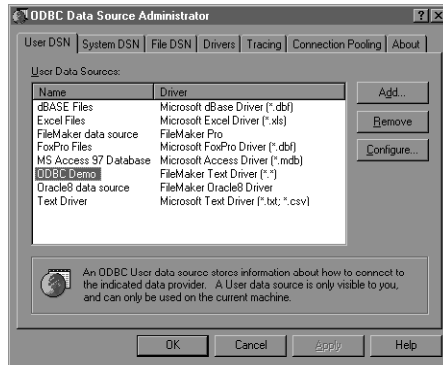 ODBC Data Source Administrator
User DSN System DSN File DSN Drivers Tracing Connection Pooling About
User Data Sources:
Name Driver
dBASE Files Microsoft dBase Driver (*.dbf)
Excel Files Microsoft Excel Driver (*.xls)
FileMaker data source FileMaker Pro
FoxPro Files Microsoft FoxPro Driver (*.dbf)
MS Access 97 Database Microsoft Access Driver (*.mdb)
ODBC Demo FileMaker Text Driver (*.*)
Oracle8 data source FileMaker Oracle8 Driver
Text Driver Microsoft Text Driver (*.txt; *.csv)
Add...
Remove
Configure...
An ODBC User data source stores information about how to connect to
the indicated data provider. A User data source is only visible to you,
and can only be used on the current machine.
OK Cancel Apply Help